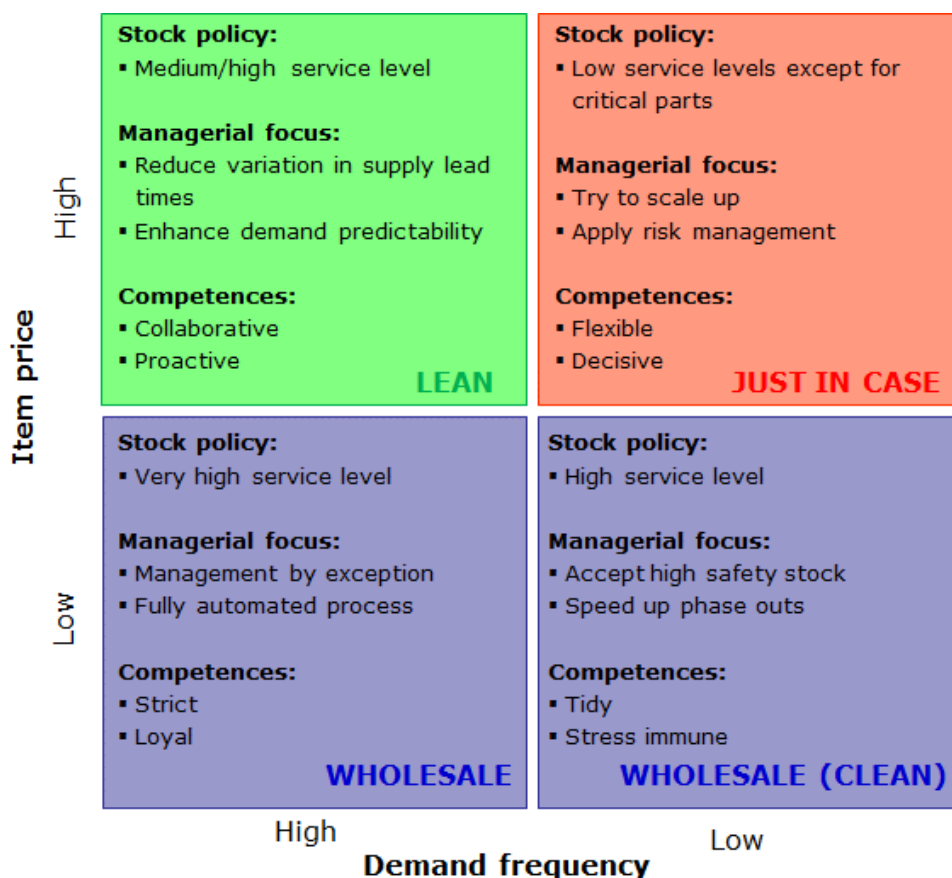 Stock policy:
▪ Medium/high service level
Managerial focus:
▪ Reduce variation in supply lead
times
▪ Enhance demand predictability
Competences:
▪ Collaborative
▪ Proactive
LEAN
Stock policy:
▪ Low service levels except for
critical parts
Managerial focus:
▪ Try to scale up
▪ Apply risk management
Competences:
▪ Flexible
▪ Decisive
JUST IN CASE
Stock policy:
▪ Very high service level
Managerial focus:
▪ Management by exception
▪ Fully automated process
Competences:
▪ Strict
▪ Loyal
WHOLESALE
Stock policy:
▪ High service level
Managerial focus:
▪ Accept high safety stock
▪ Speed up phase outs
Competences:
▪ Tidy
▪ Stress immune
WHOLESALE (CLEAN)
High
Item price
Low
High
Low
Demand frequency